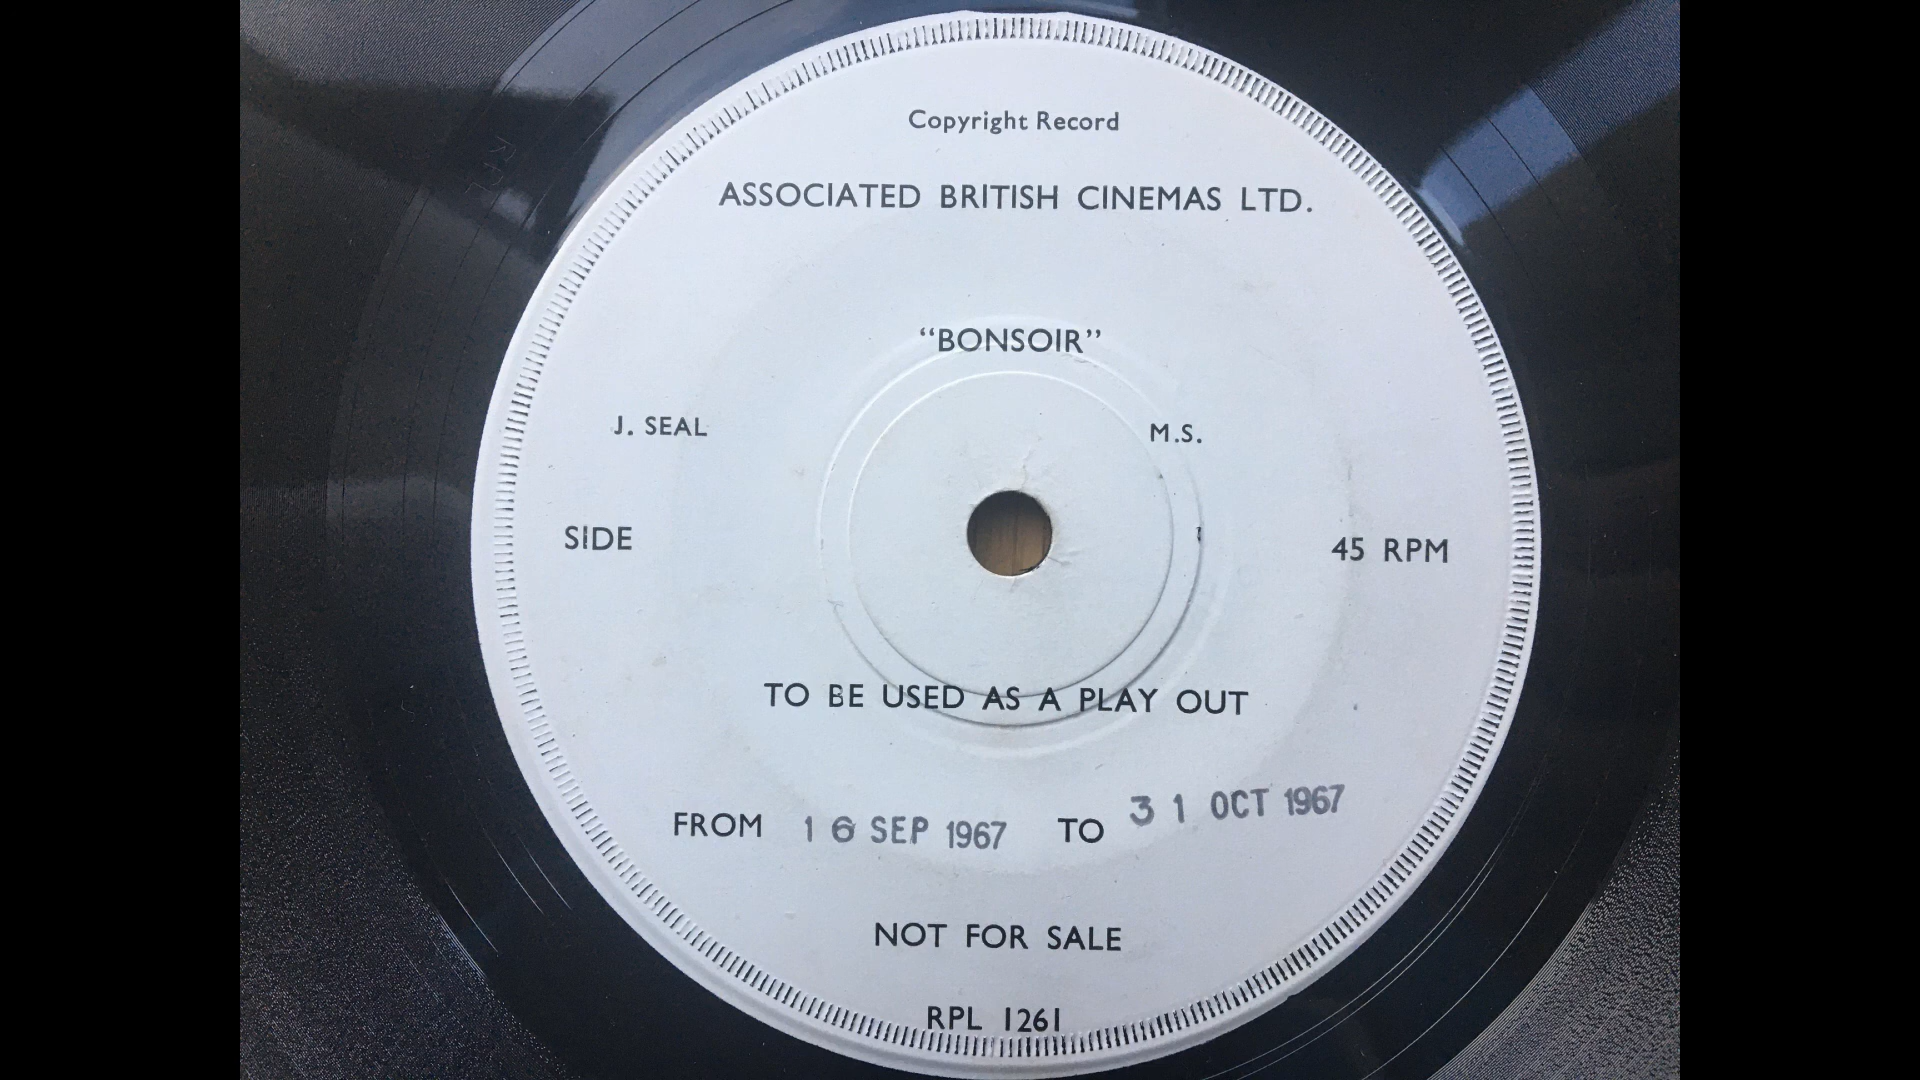 Copyright Record
ASSOCIATED BRITISH CINEMAS LTD.
“BONSOIR”
J. SEAL M.S.
SIDE 45 RPM
TO BE USED AS A PLAY OUT
FROM 16 SEP 1967 TO 31 OCT 1967
NOT FOR SALE
RPL 1261